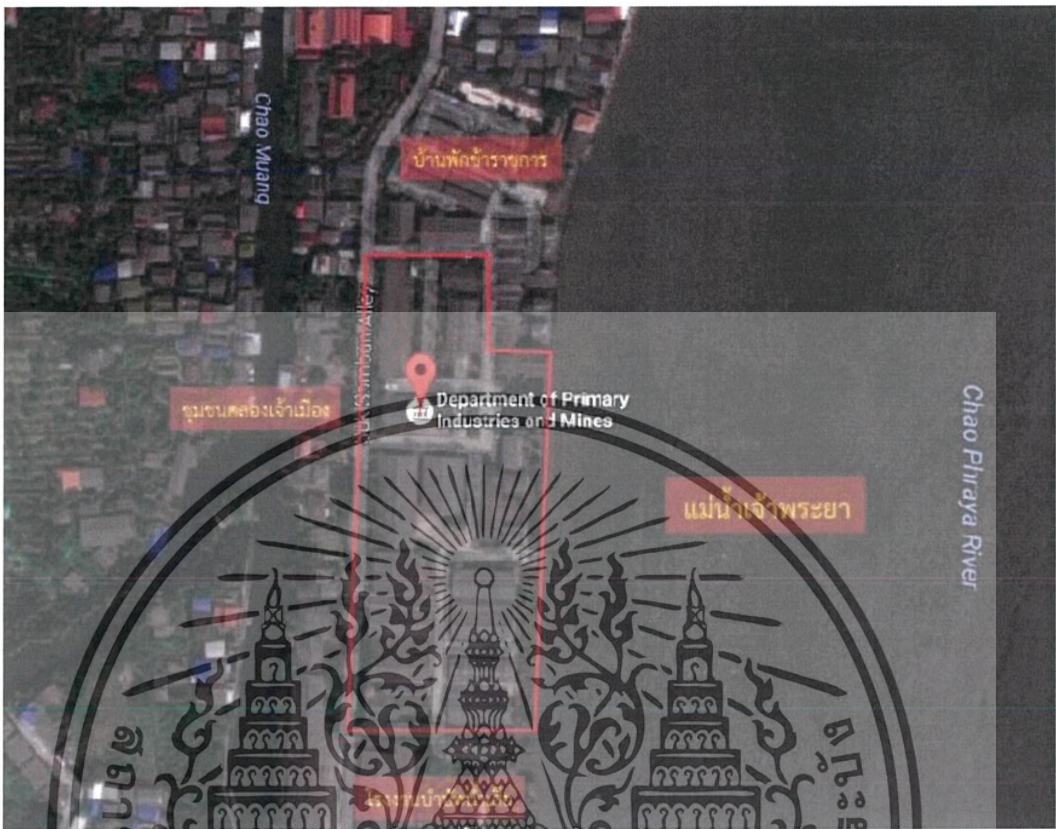 Chao Muang
บ้านพักข้าราชการ
ชุมชนคลองเจ้าเมือง
Department of Primary
Industries and Mines
แม่น้ำเจ้าพระยา
Chao Phraya River